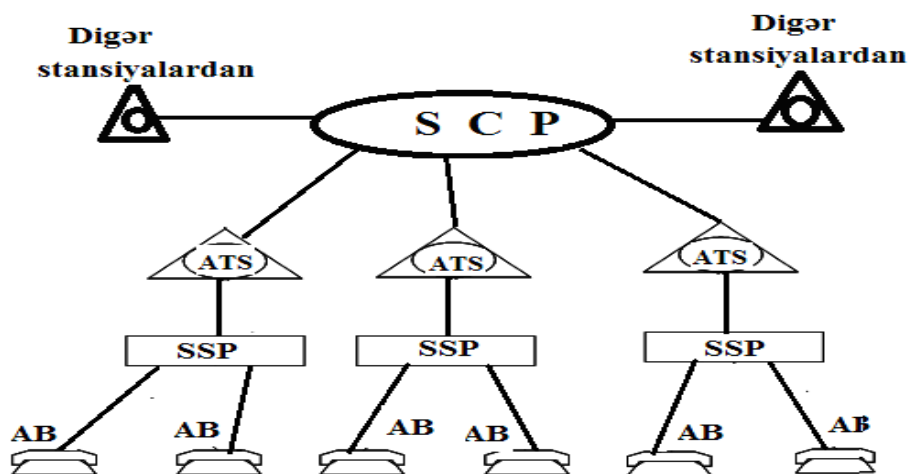 Digər
stansiyalardan
Digər
stansiyalardan
S C P
ATS
ATS
ATS
SSP
SSP
SSP
AB
AB
AB
AB
AB
AB